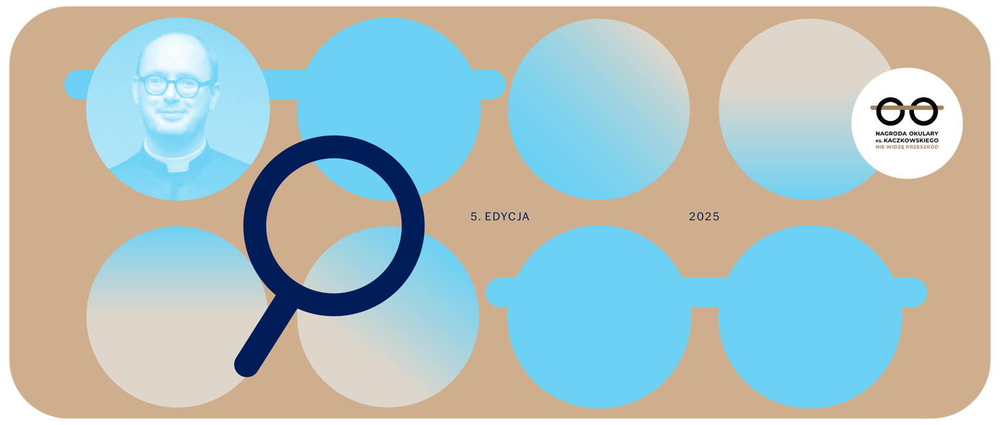 NAGRODA OKULARY
KS. KACZKOWSKIEGO
NIE WIDZĘ PRZESZKÓD
5. EDYCJA
2025